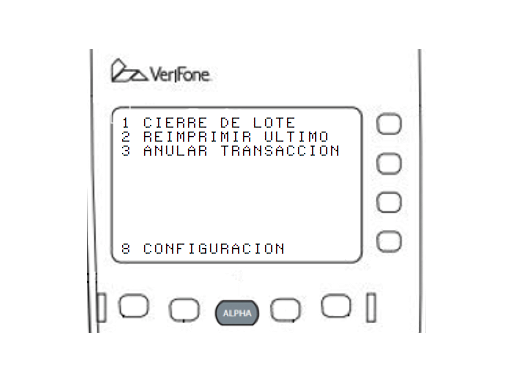 VeriFone.
1 CIERRE DE LOTE
2 REIMPRIMIR ULTIMO
3 ANULAR TRANSACCION
8 CONFIGURACION
ALPHA